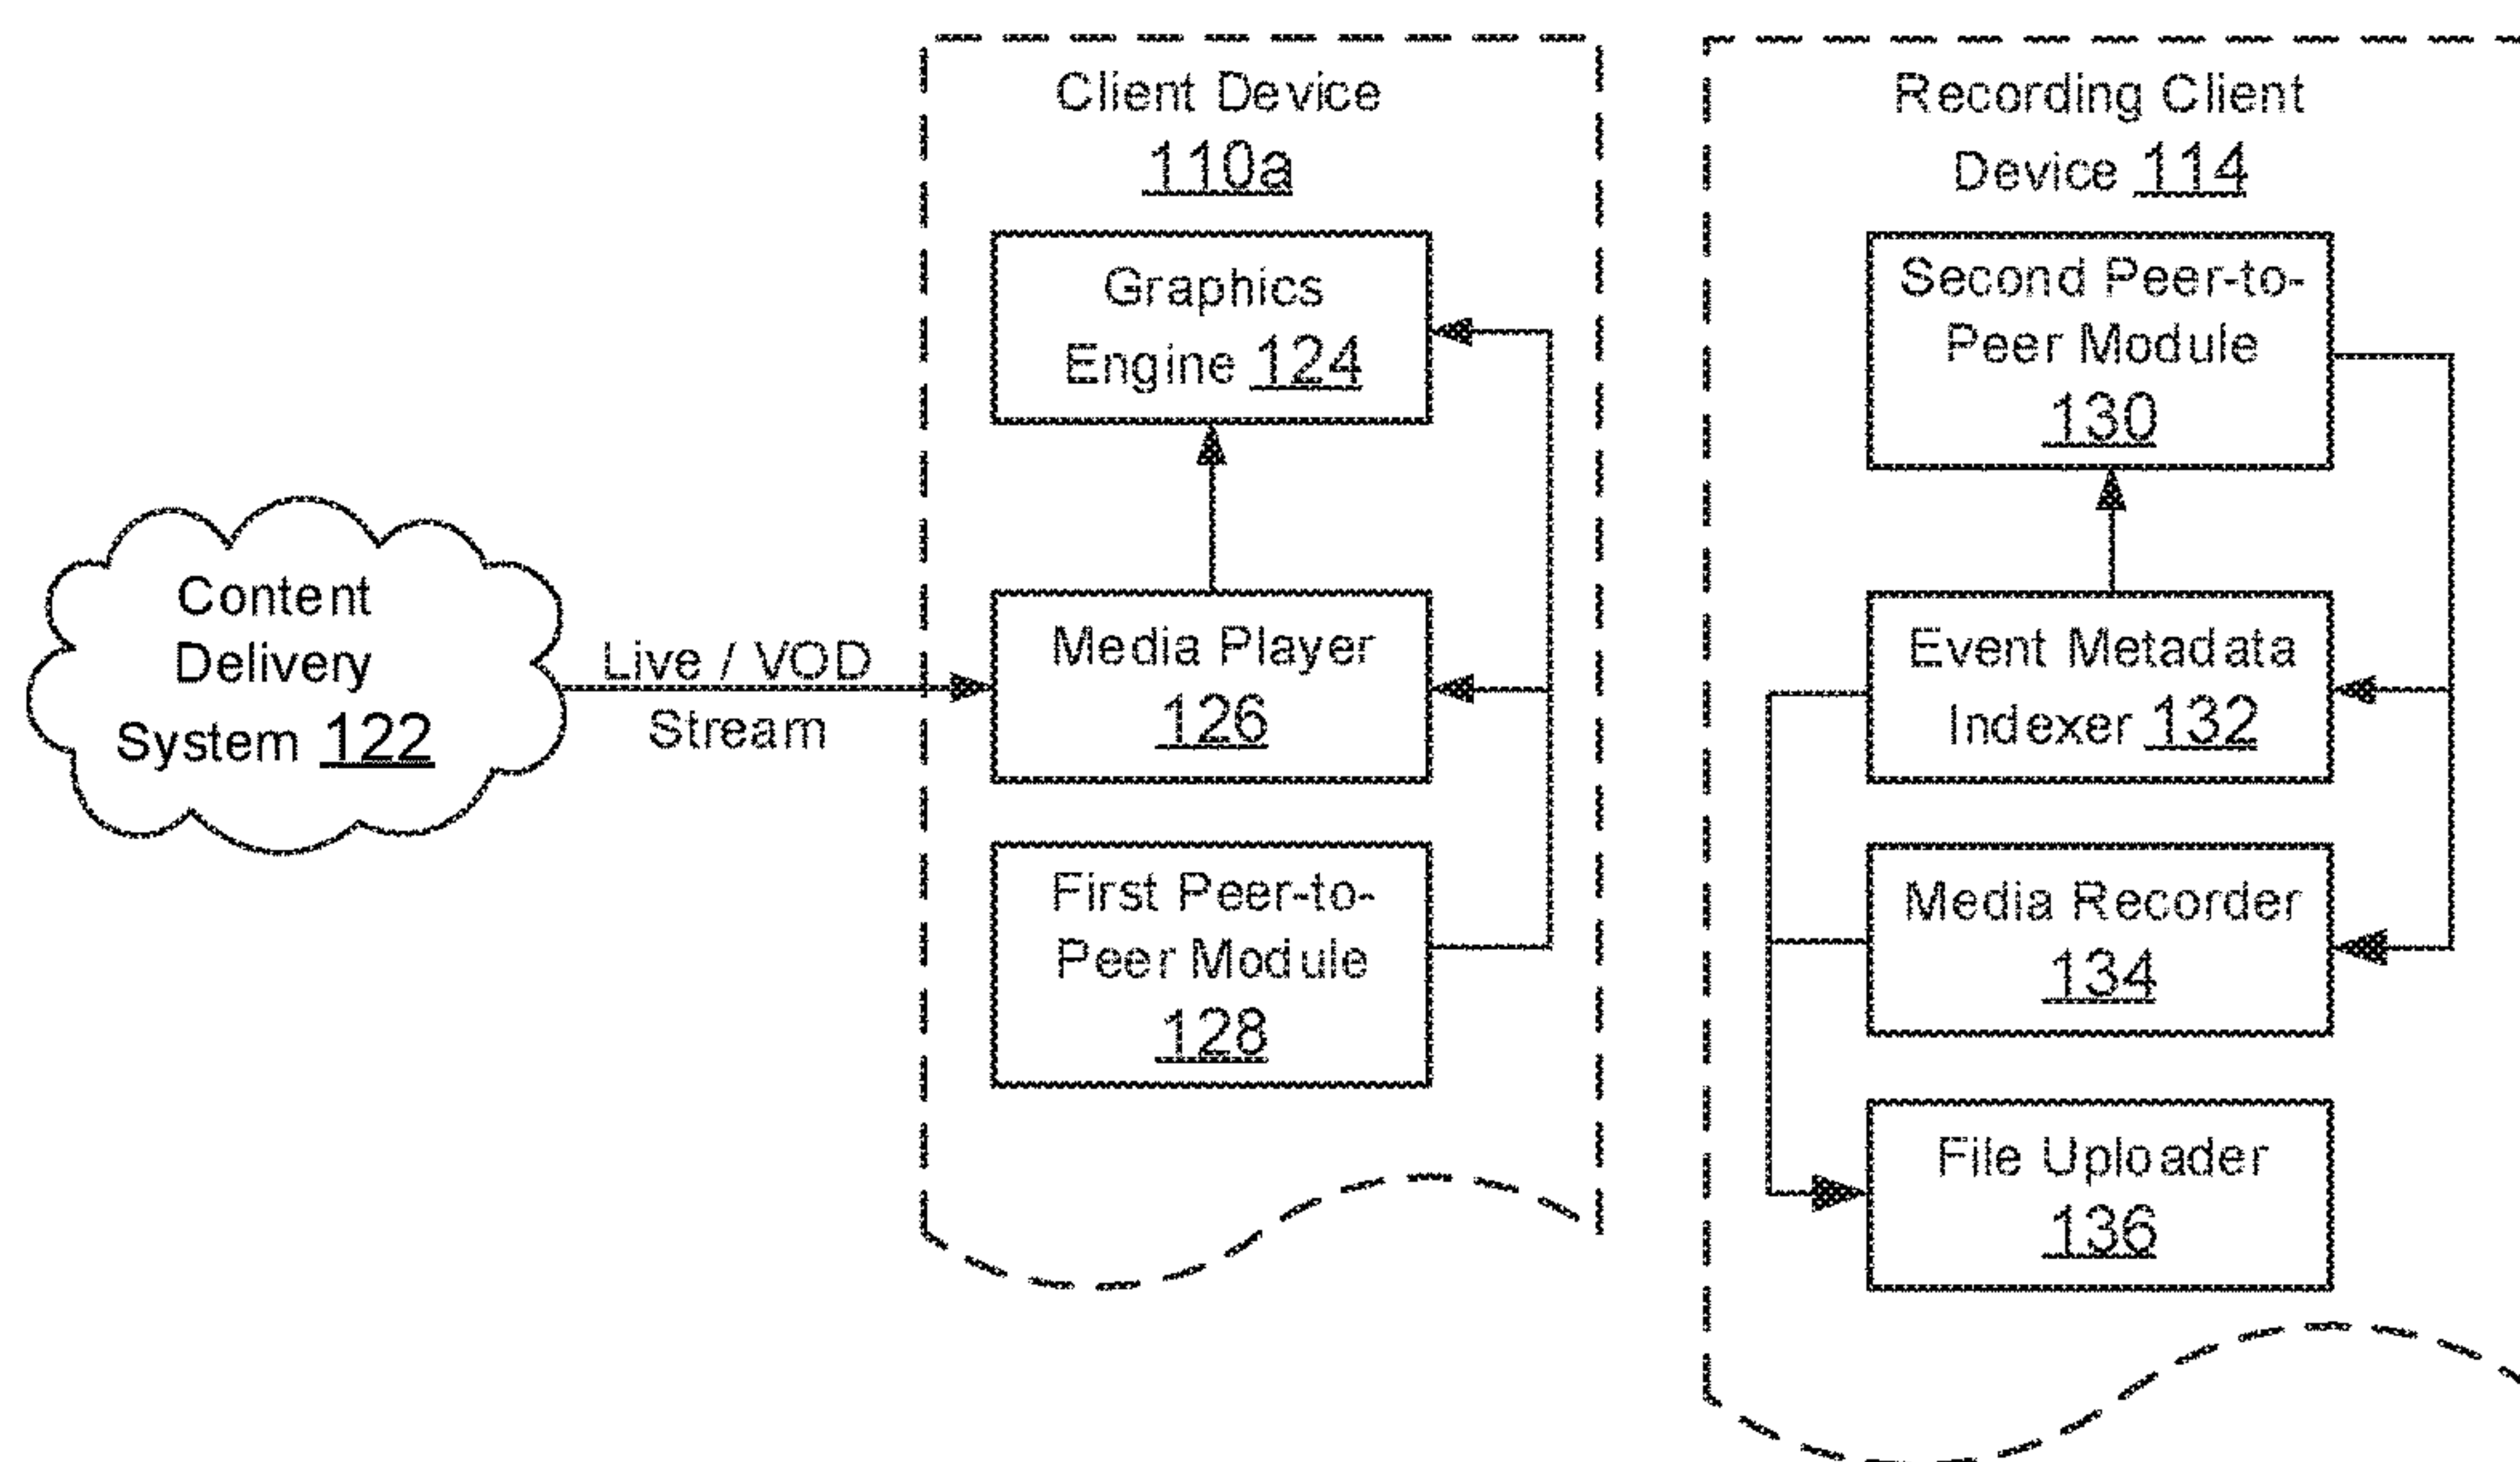 Content
Delivery
System 122
Live / VOD
Stream
Client Device
110a
Graphics
Engine 124
Media Player
126
First Peer-to-
Peer Module
128
Recording Client
Device 114
Second Peer-to-
Peer Module
130
Event Metadata
Indexer 132
Media Recorder
134
File Uploader
136